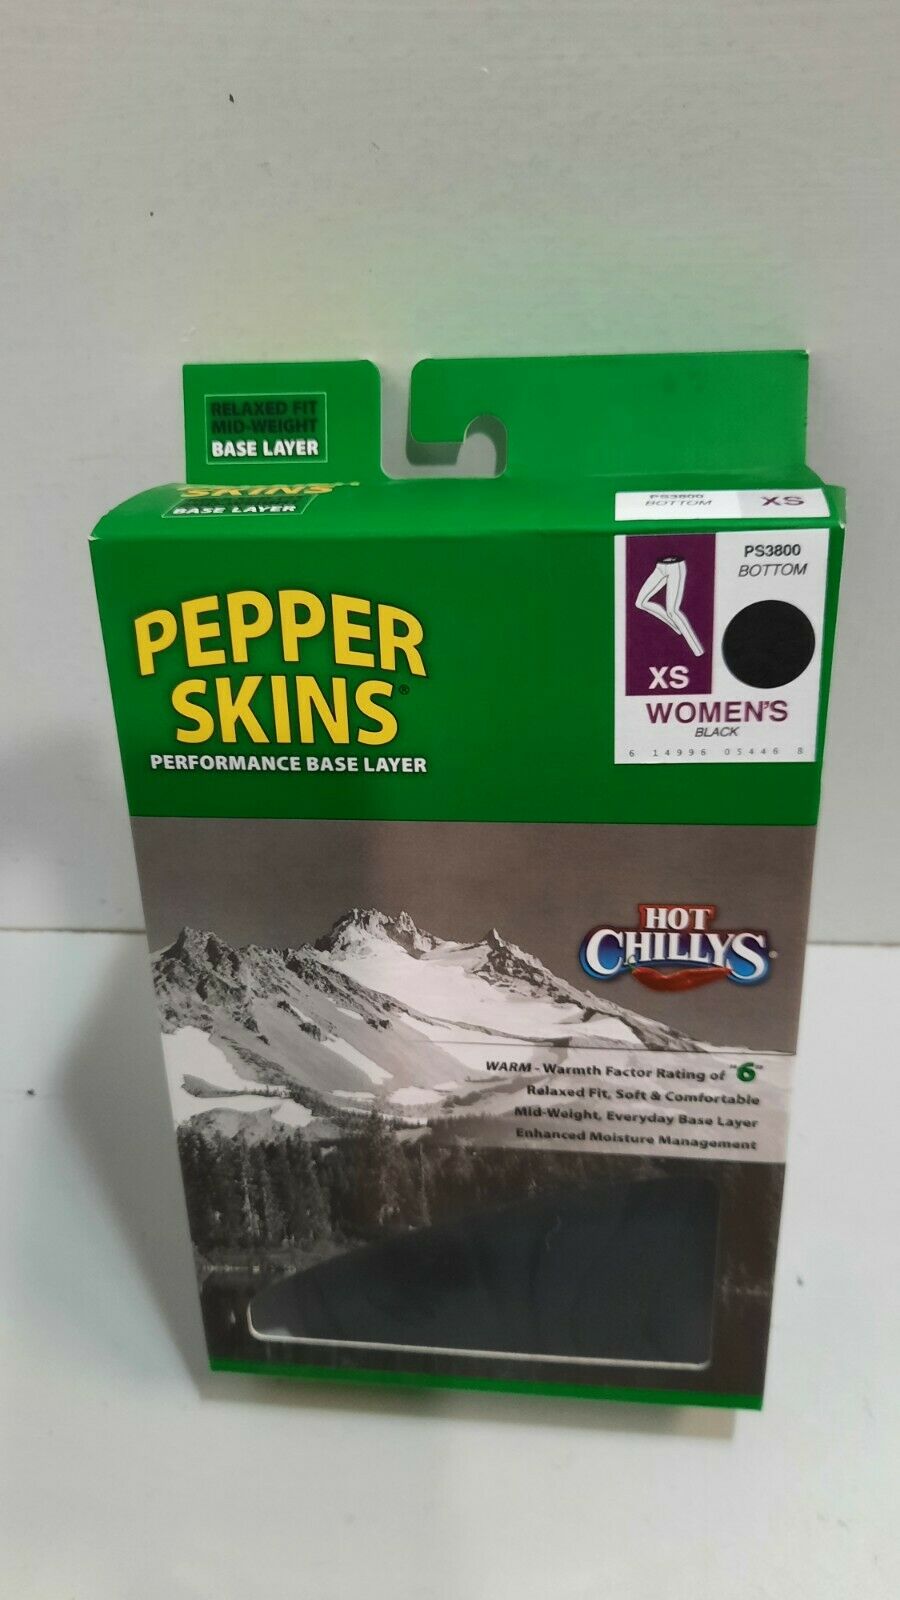 RELAXED FIT
MID-WEIGHT
BASE LAYER
SKINS
BASE LAYER
PS3800
BOTTOM
XS
PEPPER
SKINS®
PERFORMANCE BASE LAYER
PS3800
BOTTOM
XS
WOMEN'S
BLACK
6 14996 05446 8
HOT
CHILLYS®
WARM - Warmth Factor Rating of "6"
Relaxed Fit, Soft & Comfortable
Mid-Weight, Everyday Base Layer
Enhanced Moisture Management